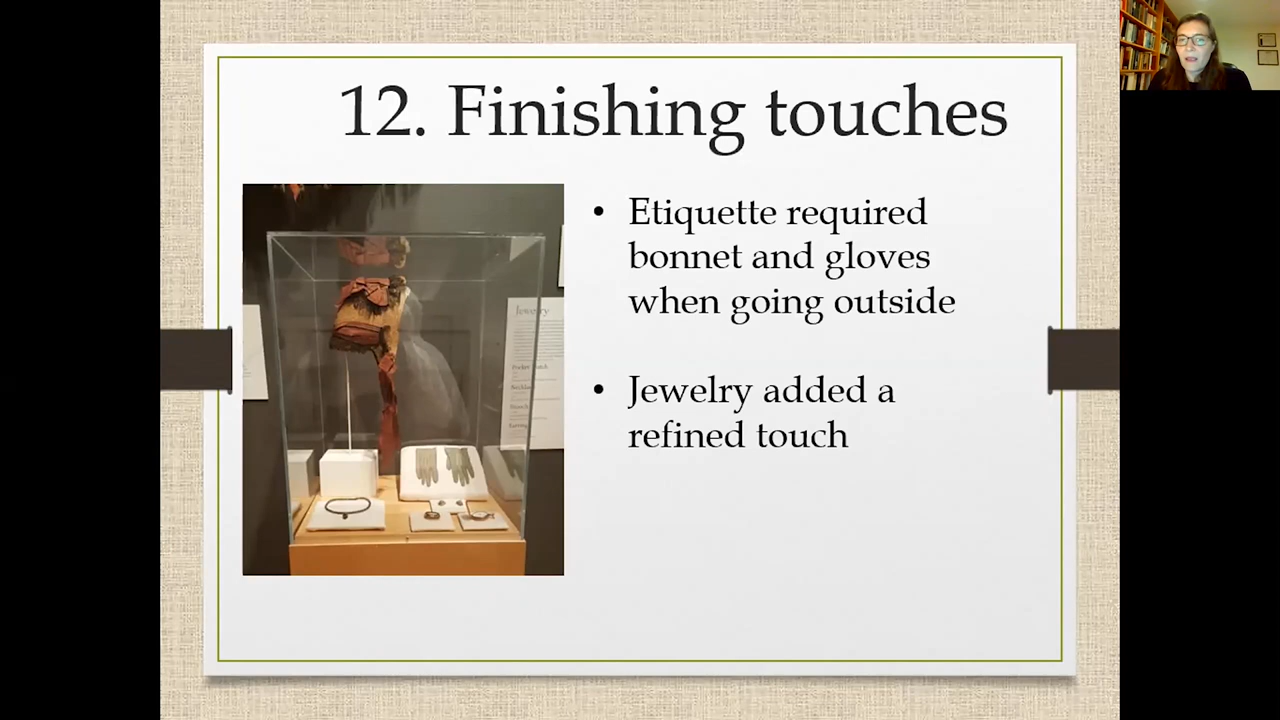 12. Finishing touches
• Etiquette required
bonnet and gloves
when going outside
• Jewelry added a
refined touch
Jewelry